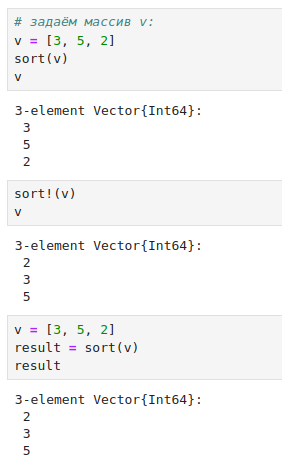 # задаём массив v:
v = [3, 5, 2]
sort(v)
v
3-element Vector{Int64}:
3
5
2
sort!(v)
v
3-element Vector{Int64}:
2
3
5
v = [3, 5, 2]
result = sort(v)
result
3-element Vector{Int64}:
2
3
5